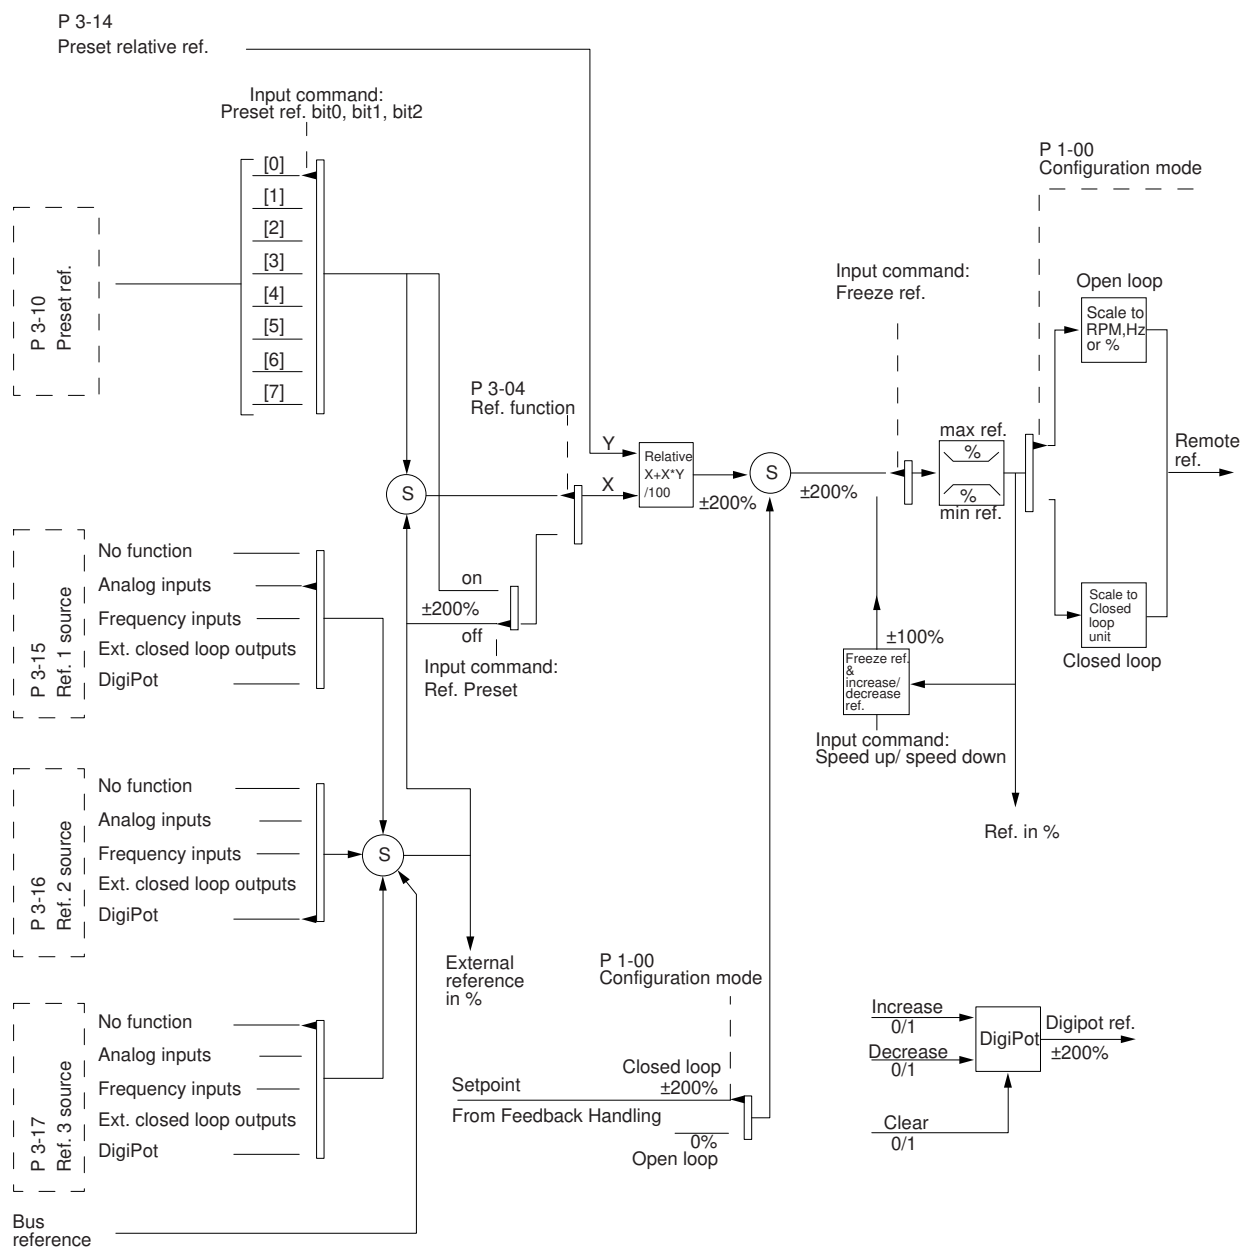 P 3-14
Preset relative ref.
Input command:
Preset ref. bit0, bit1, bit2
P 1-00
Configuration mode
[0]
[1]
[2]
[3]
[4]
[5]
[6]
[7]
P 3-10
Preset ref.
Input command:
Freeze ref.
Open loop
Scale to
RPM,Hz
or %
P 3-04
Ref. function
Y
X
Relative
X+X*Y
/100
±200%
S
±200%
max ref.
%
%
min ref.
Remote
ref.
S
P 3-15
Ref. 1 source
No function
Analog inputs
Frequency inputs
Ext. closed loop outputs
DigiPot
on
±200%
off
Input command:
Ref. Preset
Scale to
Closed
loop
unit
Closed loop
±100%
Freeze ref.
&
increase/
decrease
ref.
Input command:
Speed up/ speed down
Ref. in %
P 3-16
Ref. 2 source
No function
Analog inputs
Frequency inputs
Ext. closed loop outputs
DigiPot
S
External
reference
in %
P 1-00
Configuration mode
P 3-17
Ref. 3 source
No function
Analog inputs
Frequency inputs
Ext. closed loop outputs
DigiPot
Closed loop
±200%
Setpoint
From Feedback Handling
0%
Open loop
Increase
0/1
Decrease
0/1
DigiPot
Digipot ref.
±200%
Clear
0/1
Bus
reference